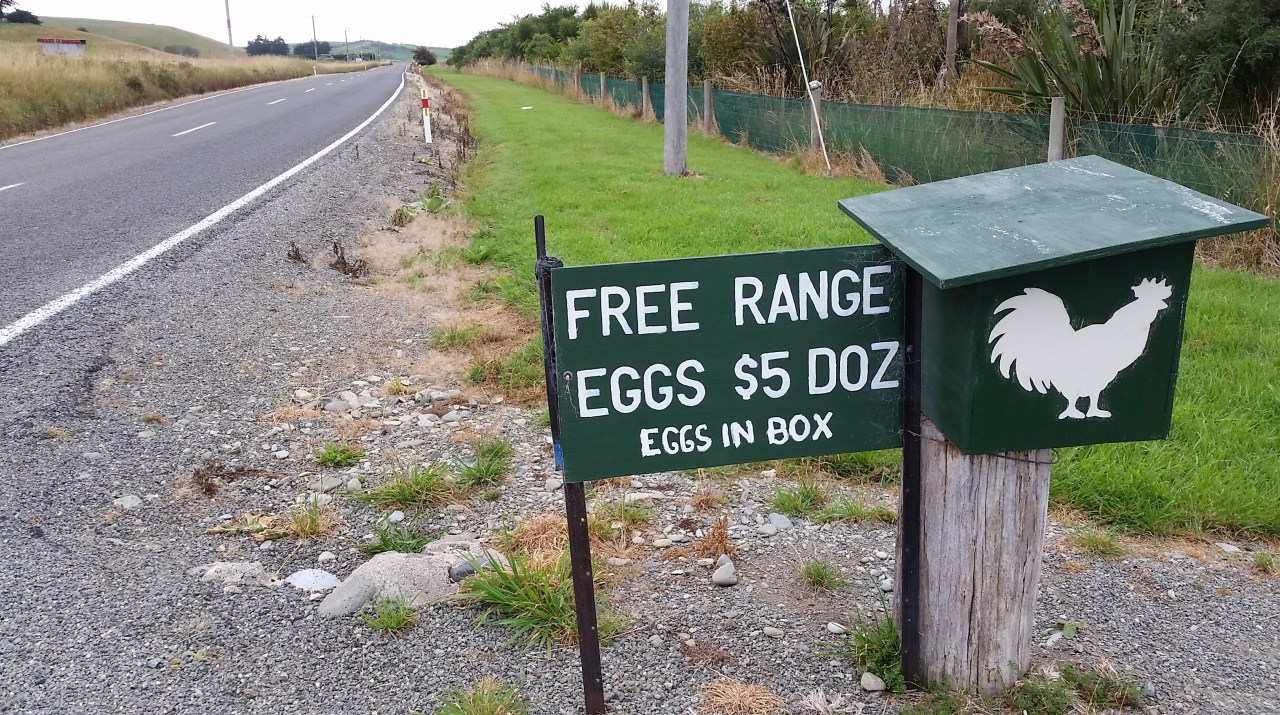 FREE RANGE
EGGS $5 DOZ
EGGS IN BOX